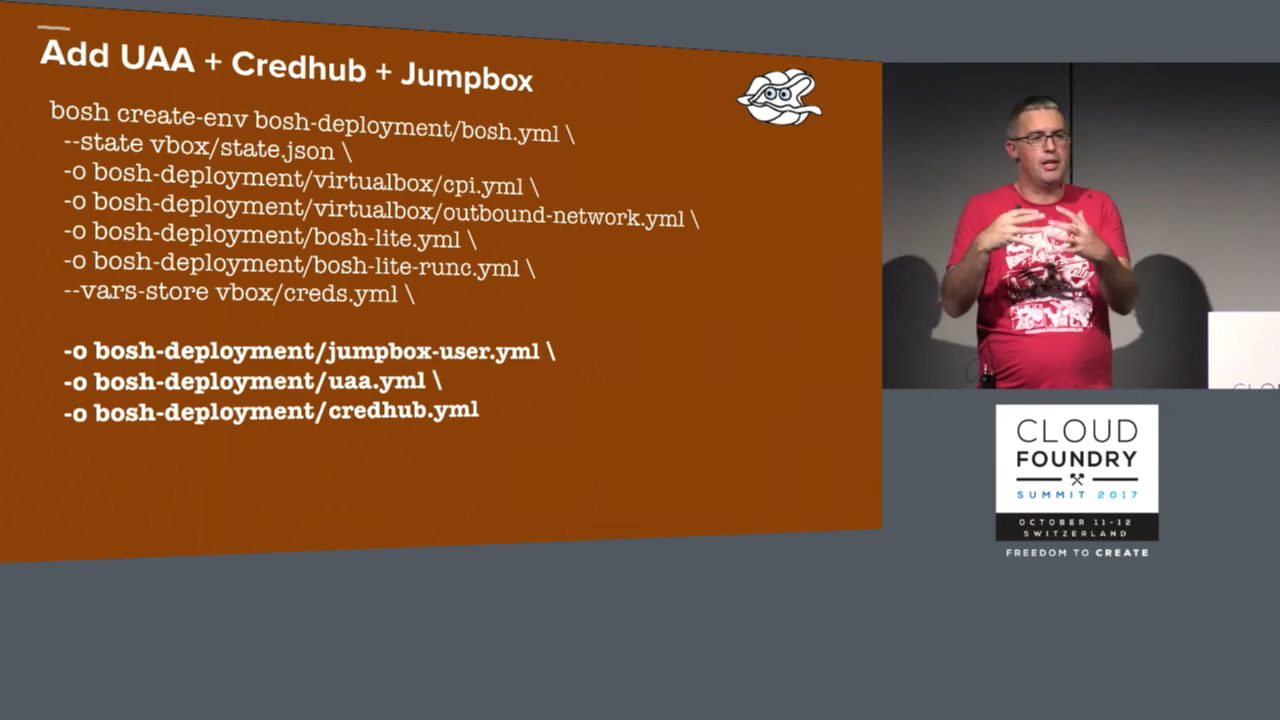 Add UAA + Credhub + Jumpbox
bosh create-env bosh-deployment/bosh.yml \
--state vbox/state.json \
-o bosh-deployment/virtualbox/cpi.yml \
-o bosh-deployment/virtualbox/outbound-network.yml \
-o bosh-deployment/bosh-lite.yml \
-o bosh-deployment/bosh-lite-runc.yml \
--vars-store vbox/creds.yml \
-o bosh-deployment/jumpbox-user.yml \
-o bosh-deployment/uaa.yml \
-o bosh-deployment/credhub.yml
CLOUD
FOUNDRY
SUMMIT 2017
OCTOBER 11-12
SWITZERLAND
FREEDOM TO CREATE